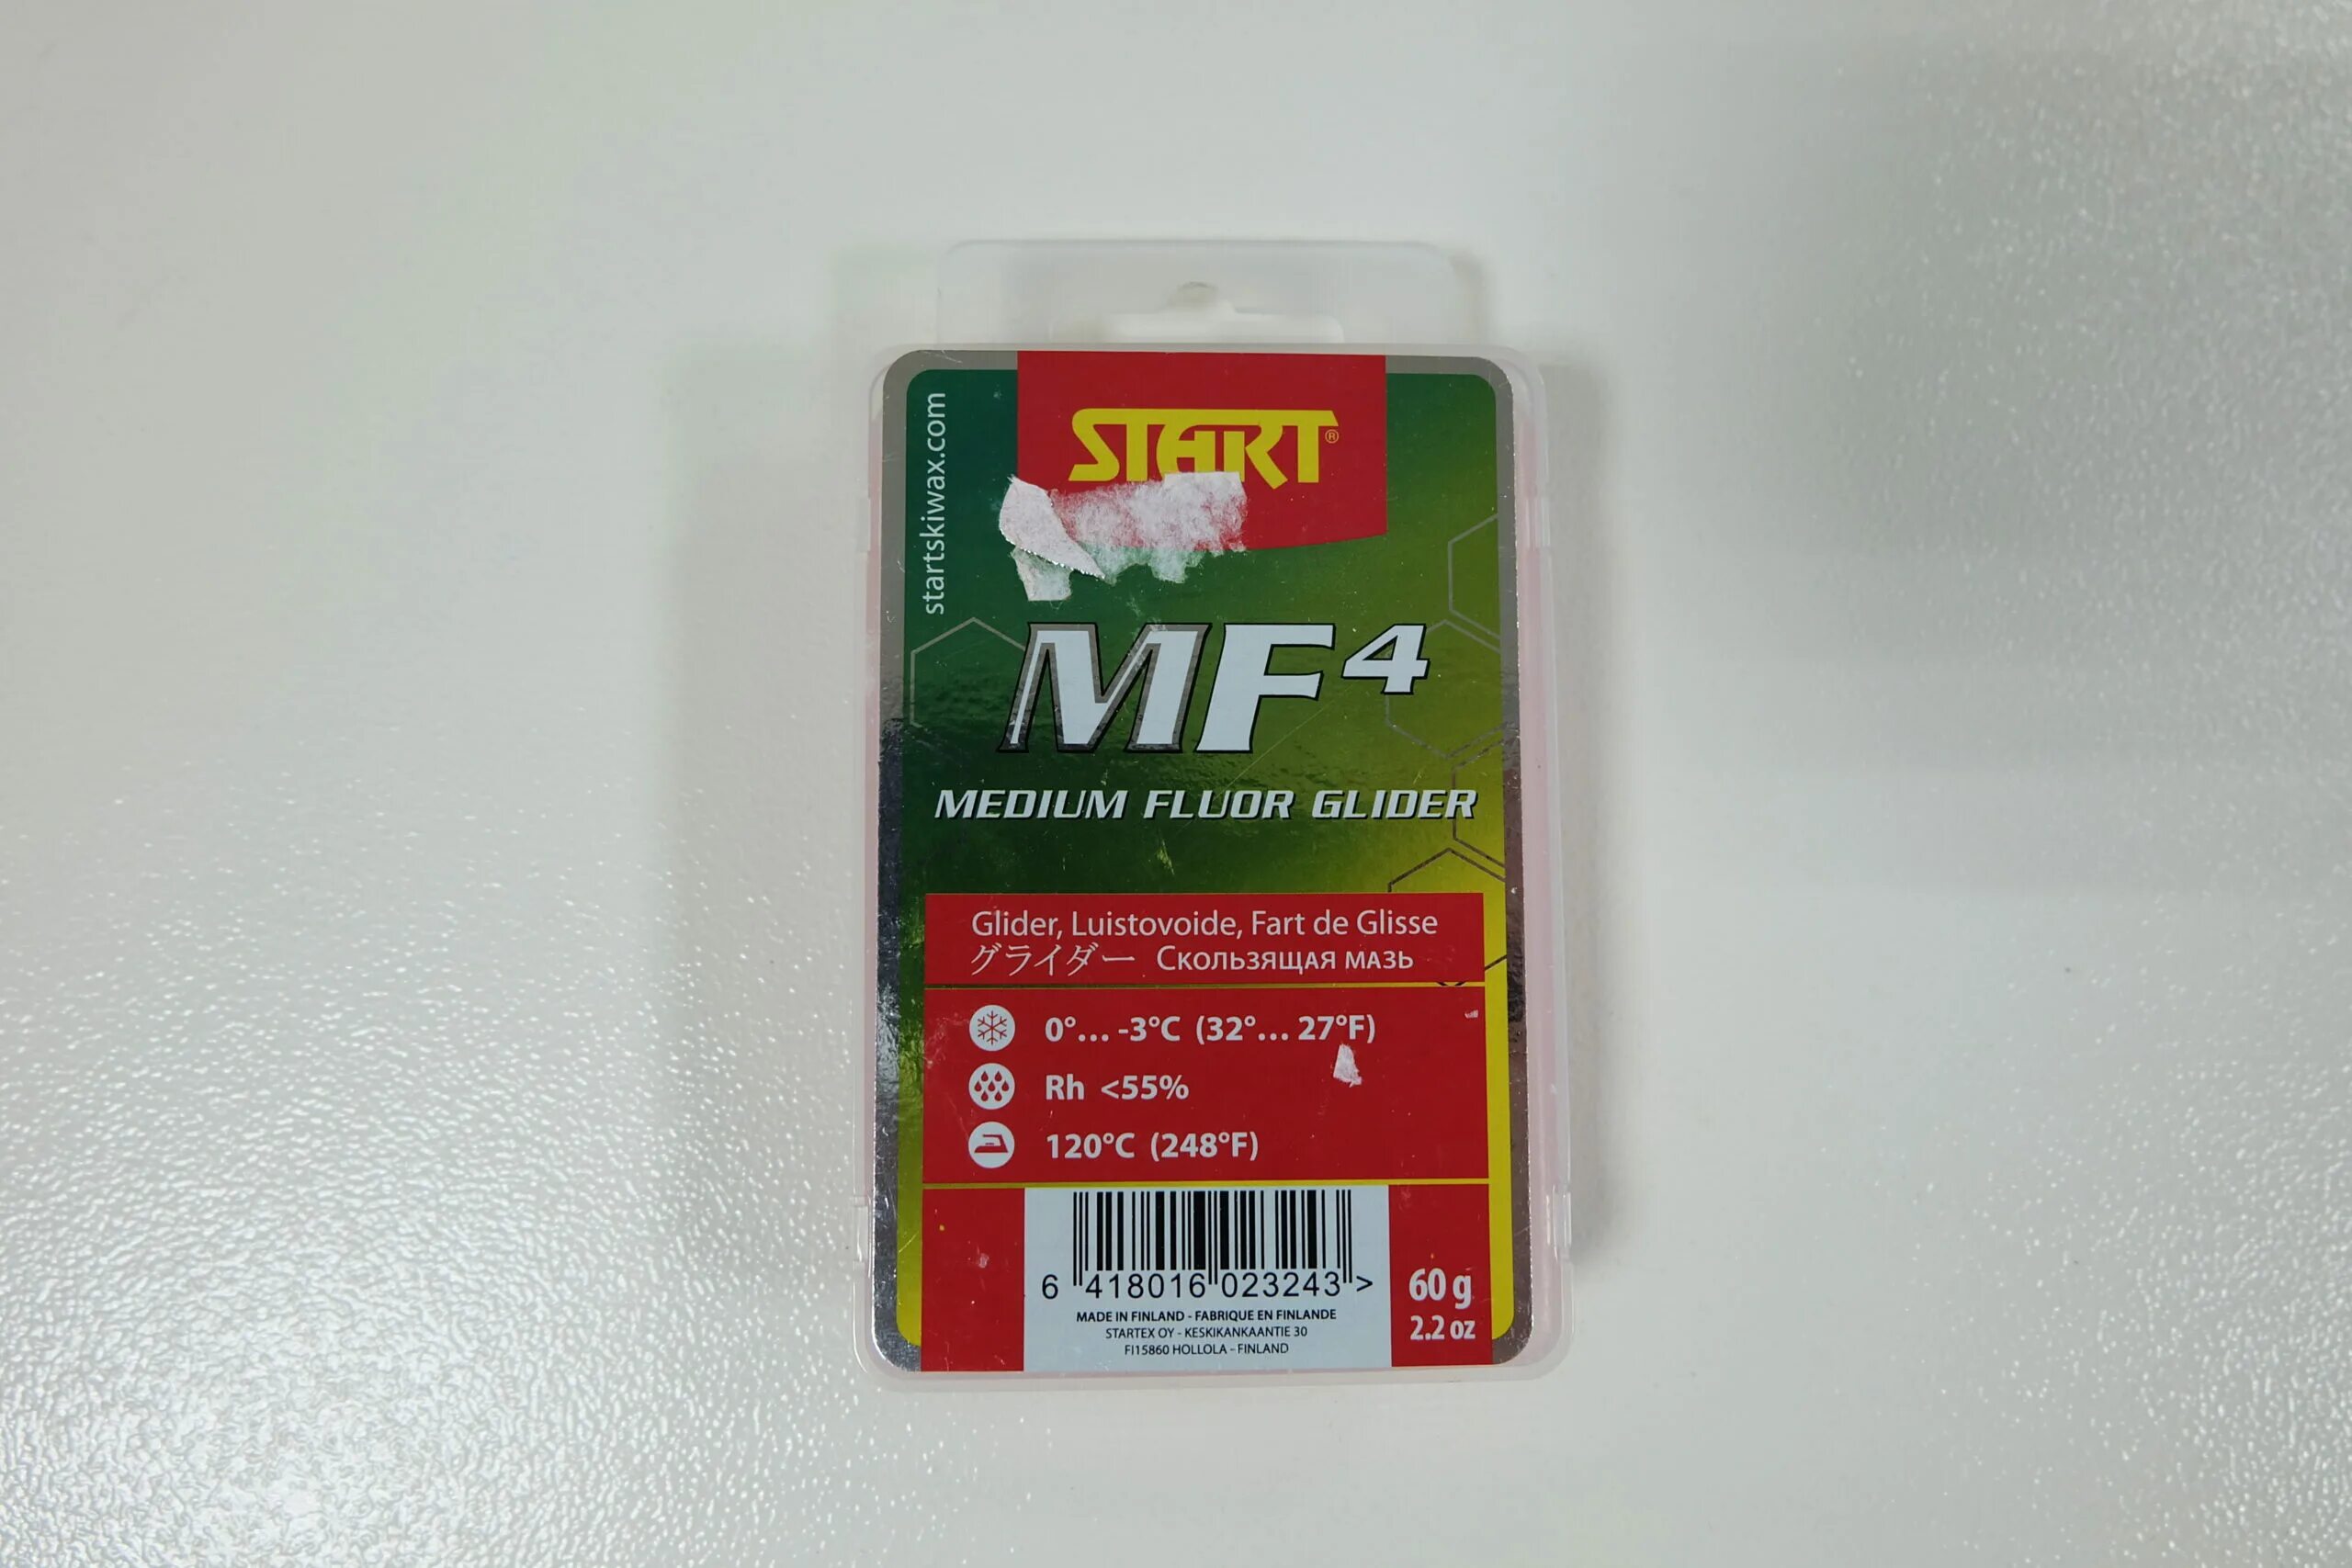 START®
startskiwax.com
MF⁴
MEDIUM FLUOR GLIDER
Glider, Luistovoide, Fart de Glisse
グライダー Скользящая мазь
0°... -3°C (32°... 27°F)
Rh <55%
120°C (248°F)
6 418016 023243 >
MADE IN FINLAND - FABRIQUE EN FINLANDE
STARTEX OY - KESKIKANKAANTIE 30
FI15860 HOLLOLA - FINLAND
60 g
2.2 oz